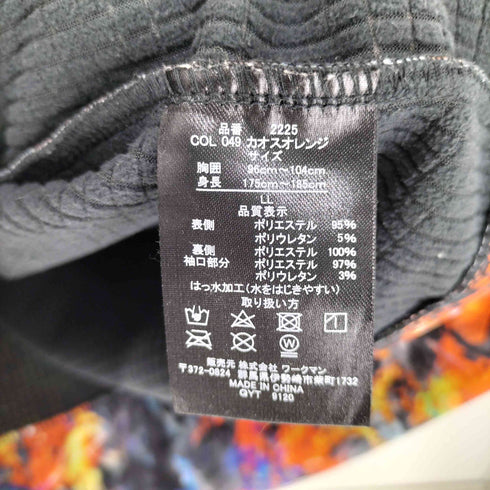 品番 2225
COL 049 カオスオレンジ
サイズ
胸囲 96cm～104cm
身長 175cm～185cm
LL
品質表示
表側 ポリエステル 95%
ポリウレタン 5%
裏側 ポリエステル 100%
袖口部分 ポリエステル 97%
ポリウレタン 3%
はっ水加工(水をはじきやすい)
取り扱い方
販売元 株式会社 ワークマン
〒372-0824 群馬県伊勢崎市柴町1732
MADE IN CHINA
QYT 9120